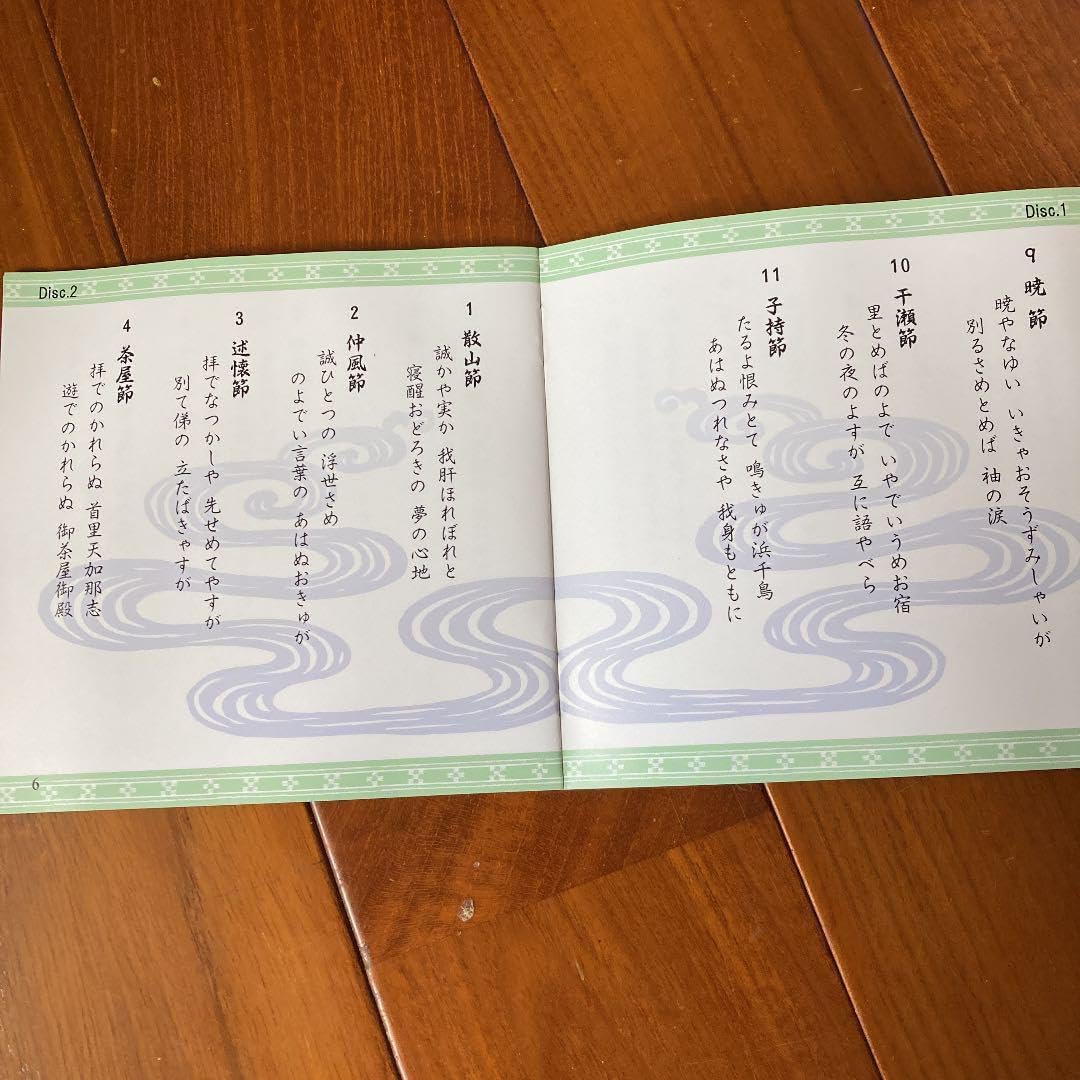 Disc.1
9 暁節
暁やなゆい いきゃおそうずみしゃいが
別るさめとめば 袖の涙
10 干瀬節
里とめばのよで いやでいうめお宿
冬の夜のよすが 互に語やべら
11 子持節
たるよ恨みとて 鳴きゅが浜千鳥
あはぬつれなさや 我身もともに
Disc.2
1 散山節
誠かや実か 我肝ほれぼれと
寝醒おどろきの 夢の心地
2 仲風節
誠ひとつの 浮世さめ
のよでい言葉の あはぬおきゅが
3 述懐節
拝でなつかしや 先せめてやすが
別て俤の 立たばきゃすが
4 茶屋節
拝でのかれらぬ 首里天加那志
遊でのかれらぬ 御茶屋御殿
6